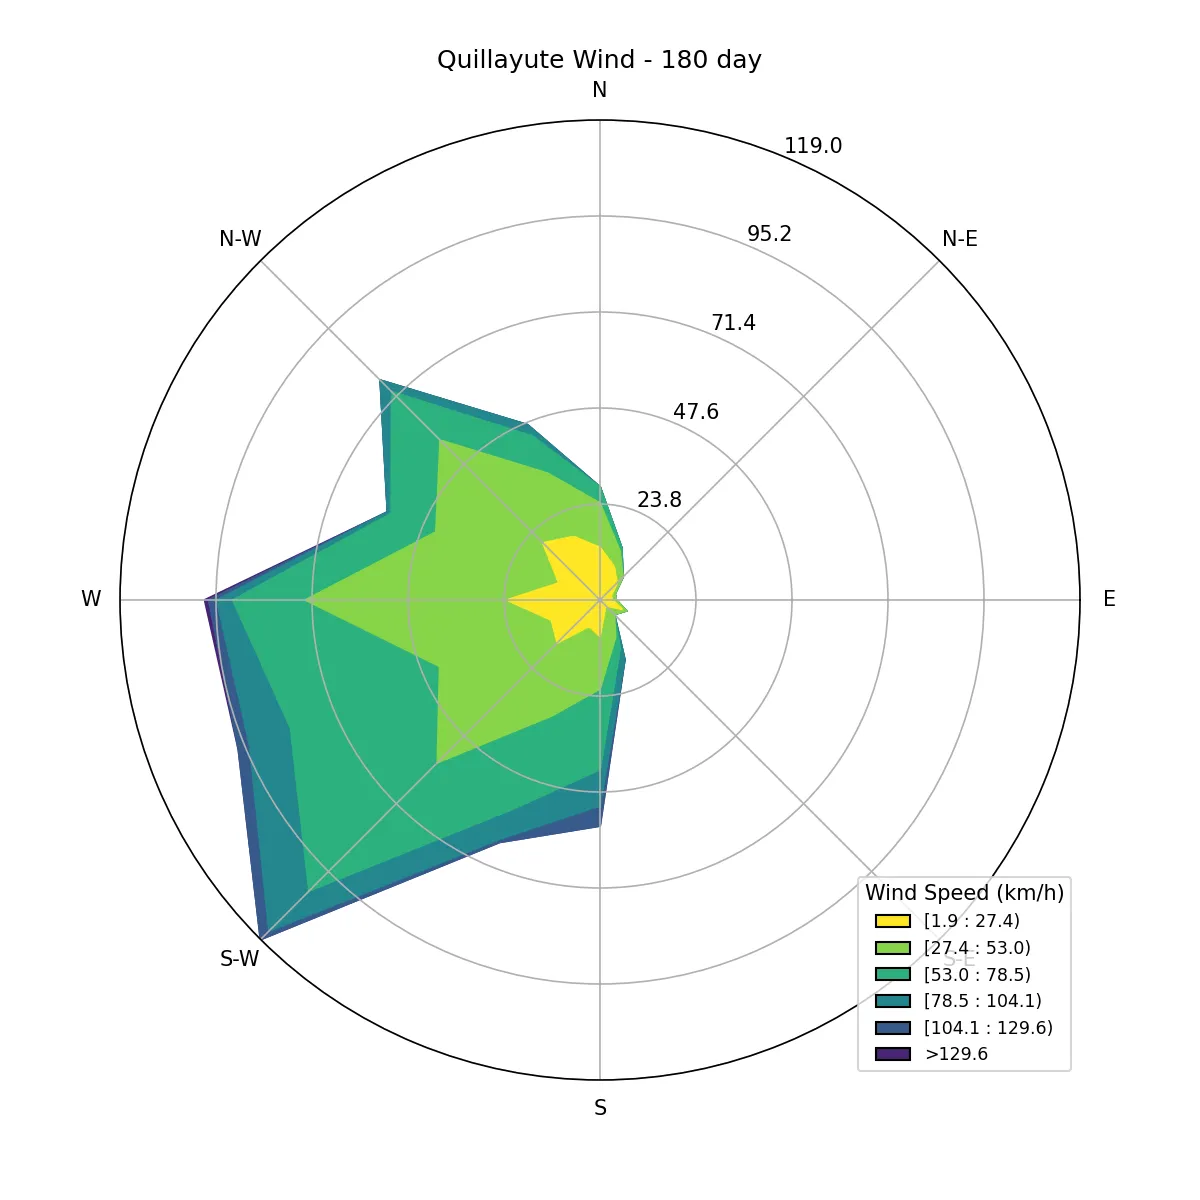 Quillayute Wind - 180 day
N
119.0
95.2
N-W
N-E
71.4
47.6
23.8
W
E
Wind Speed (km/h)
[1.9 : 27.4)
[27.4 : 53.0)
S-W
S-E
[53.0 : 78.5)
[78.5 : 104.1)
[104.1 : 129.6)
>129.6
S